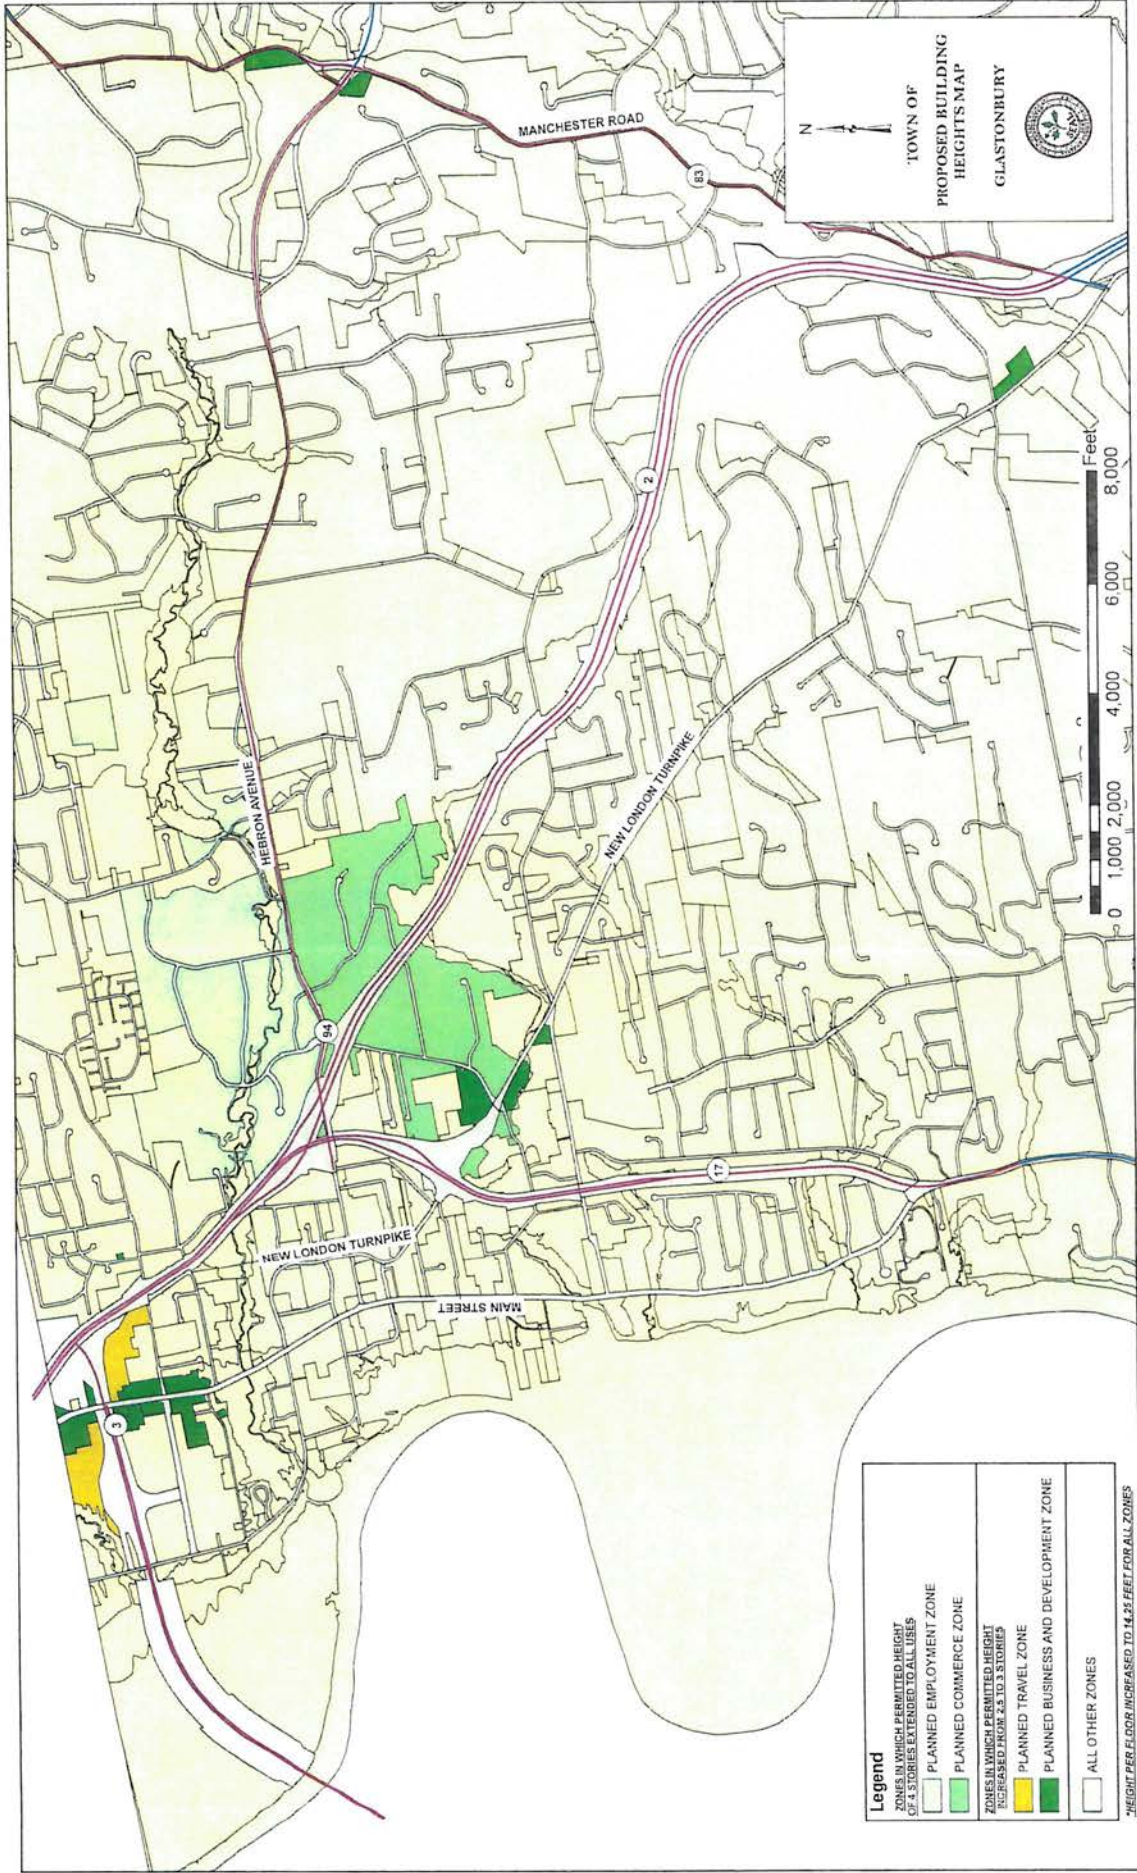 N
TOWN OF
PROPOSED BUILDING
HEIGHTS MAP
GLASTONBURY
SEAL
MANCHESTER ROAD
83
HEBRON AVENUE
94
2
NEW LONDON TURNPIKE
NEW LONDON TURNPIKE
MAIN STREET
17
3
0 1,000 2,000 4,000 6,000 8,000
Feet
Legend
ZONES IN WHICH PERMITTED HEIGHT
OF 4 STORIES EXTENDED TO ALL USES
PLANNED EMPLOYMENT ZONE
PLANNED COMMERCE ZONE
ZONES IN WHICH PERMITTED HEIGHT
INCREASED FROM 2.5 TO 3 STORIES
PLANNED TRAVEL ZONE
PLANNED BUSINESS AND DEVELOPMENT ZONE
ALL OTHER ZONES
*HEIGHT PER FLOOR INCREASED TO 14.25 FEET FOR ALL ZONES